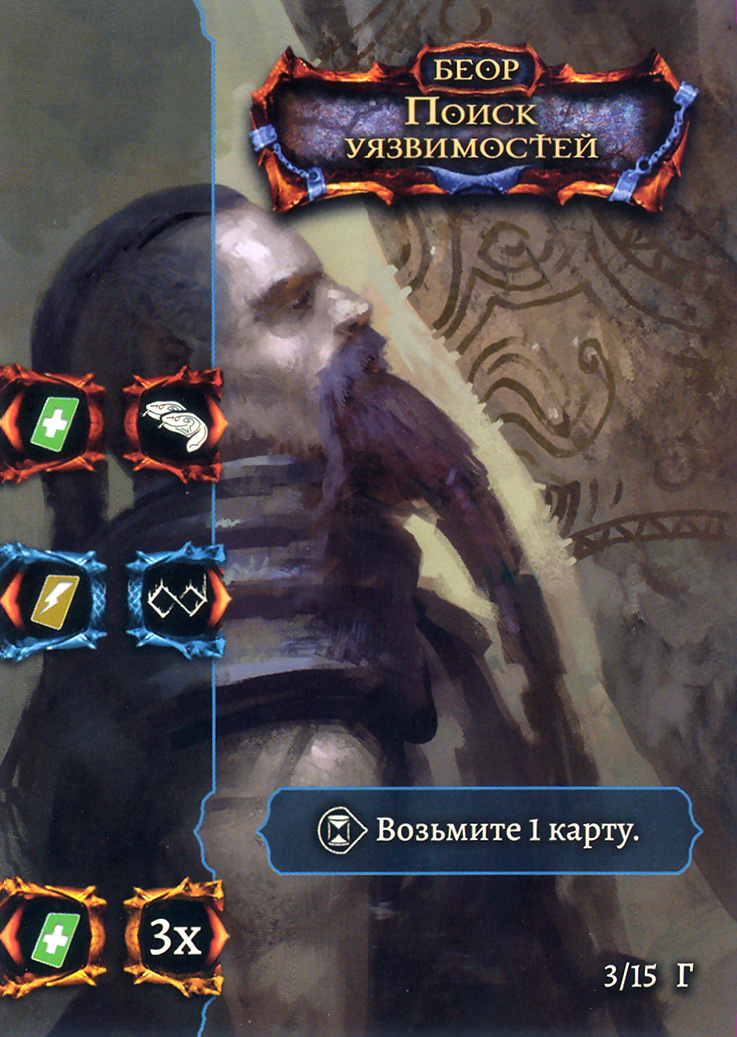 БЕОР
Поиск
уязвимостей
Возьмите 1 карту.
3x
3/15 Г